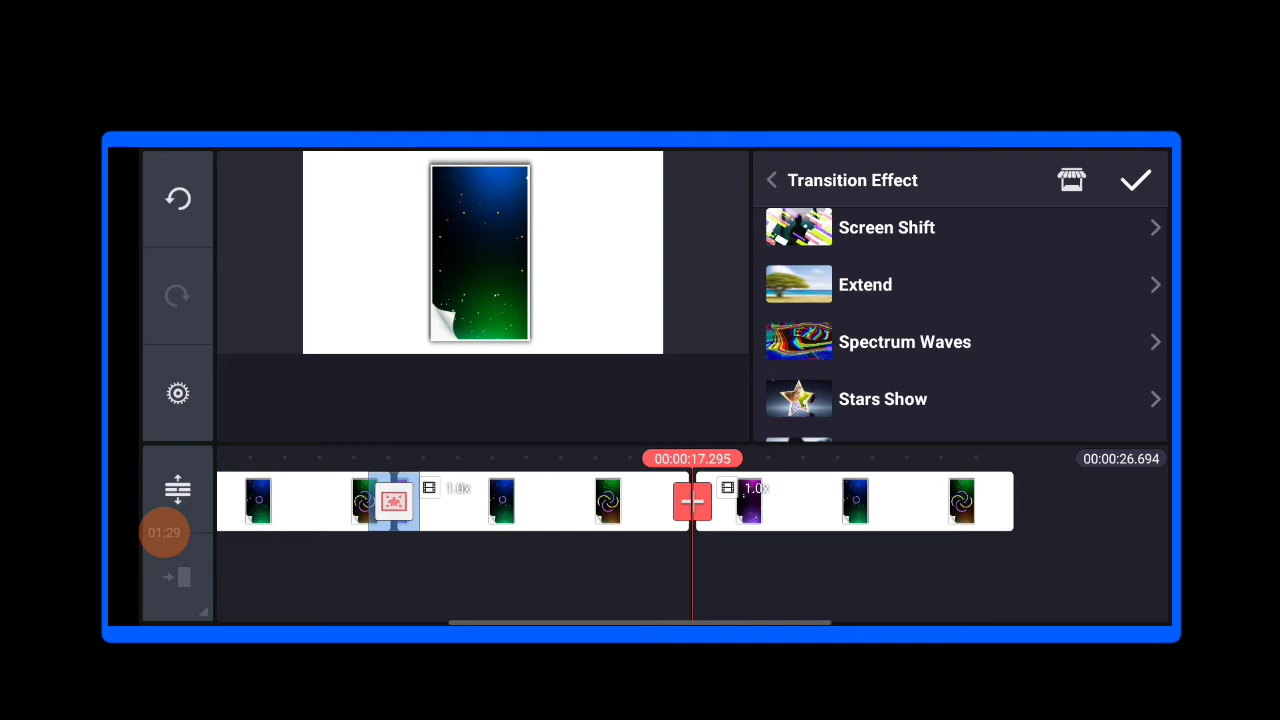 Transition Effect
Screen Shift
Extend
Spectrum Waves
Stars Show
00:00:17.295
00:00:26.694
1.0x
1.0x
01:29